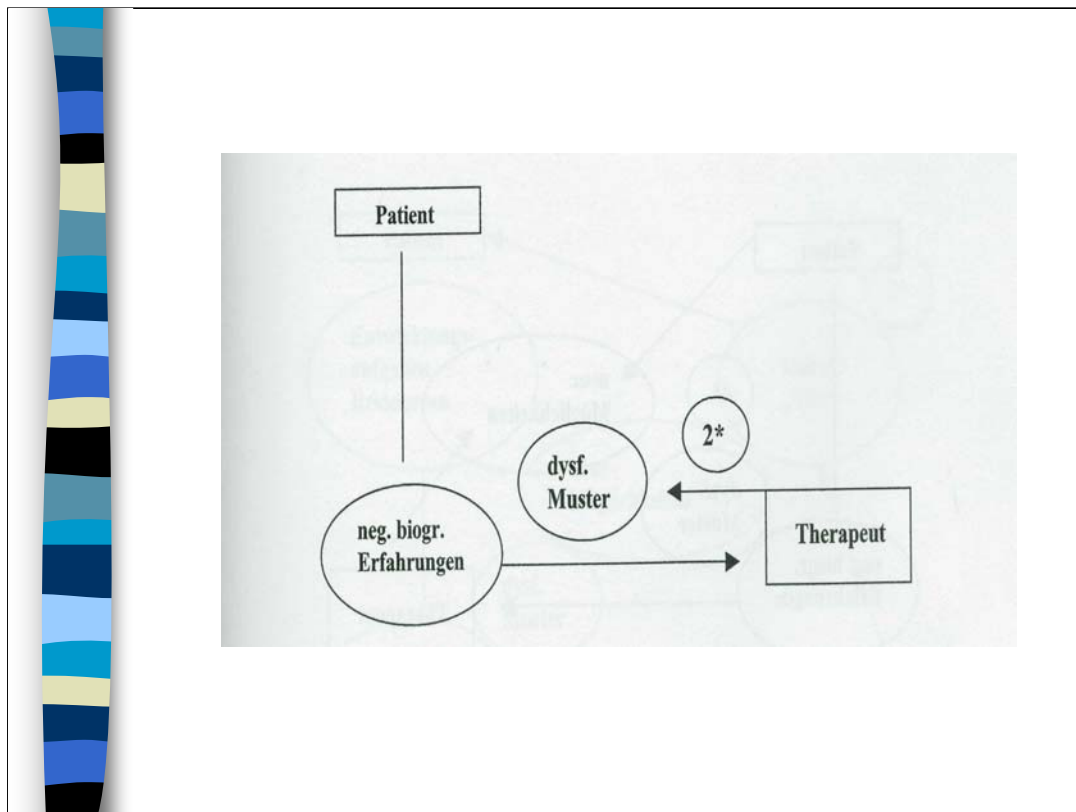 Patient
2*
dysf.
Muster
neg. biogr.
Erfahrungen
Therapeut